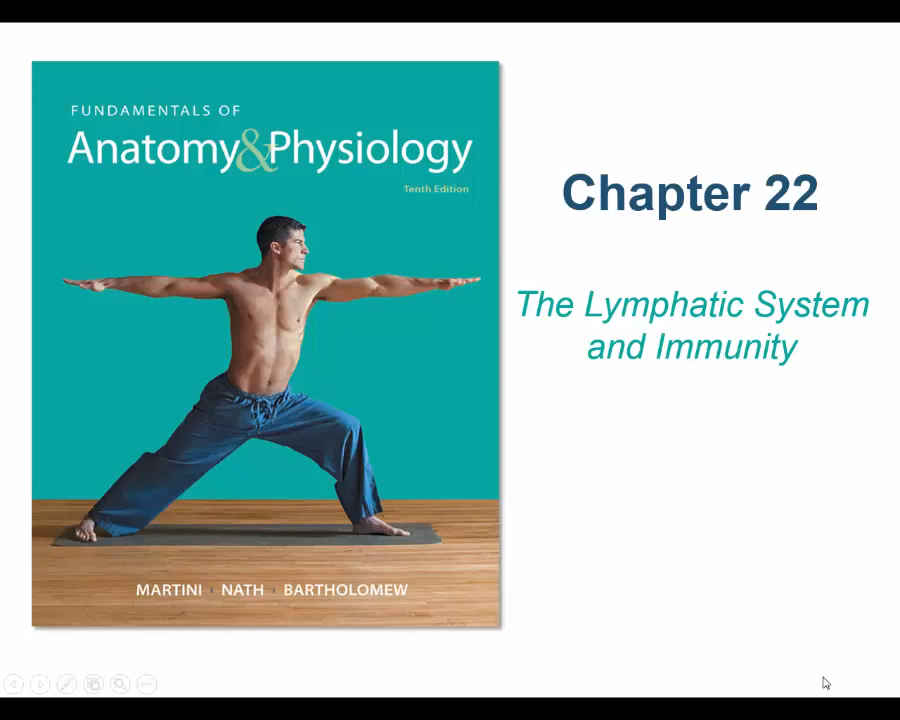 FUNDAMENTALS OF
Anatomy&Physiology
Tenth Edition
MARTINI NATH BARTHOLOMEW
Chapter 22
The Lymphatic System
and Immunity